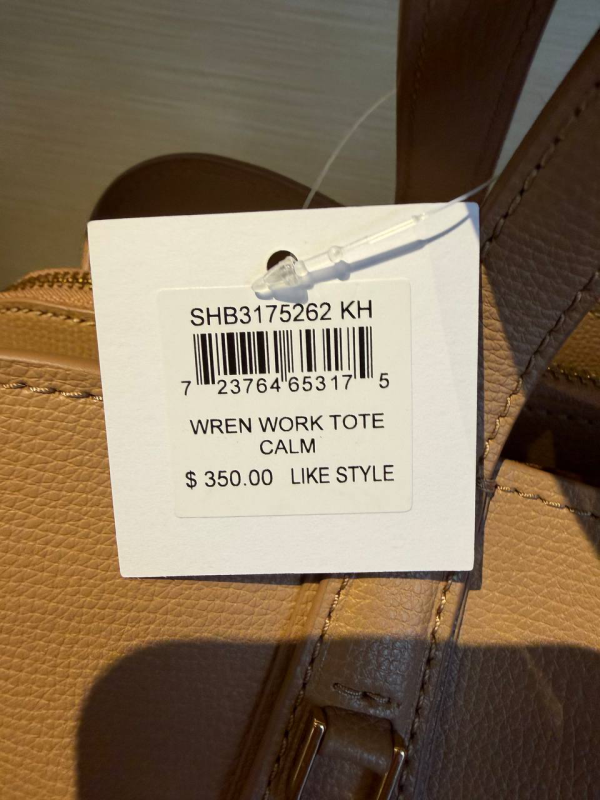 SHB3175262 KH
7 23764 65317 5
WREN WORK TOTE
CALM
$ 350.00 LIKE STYLE